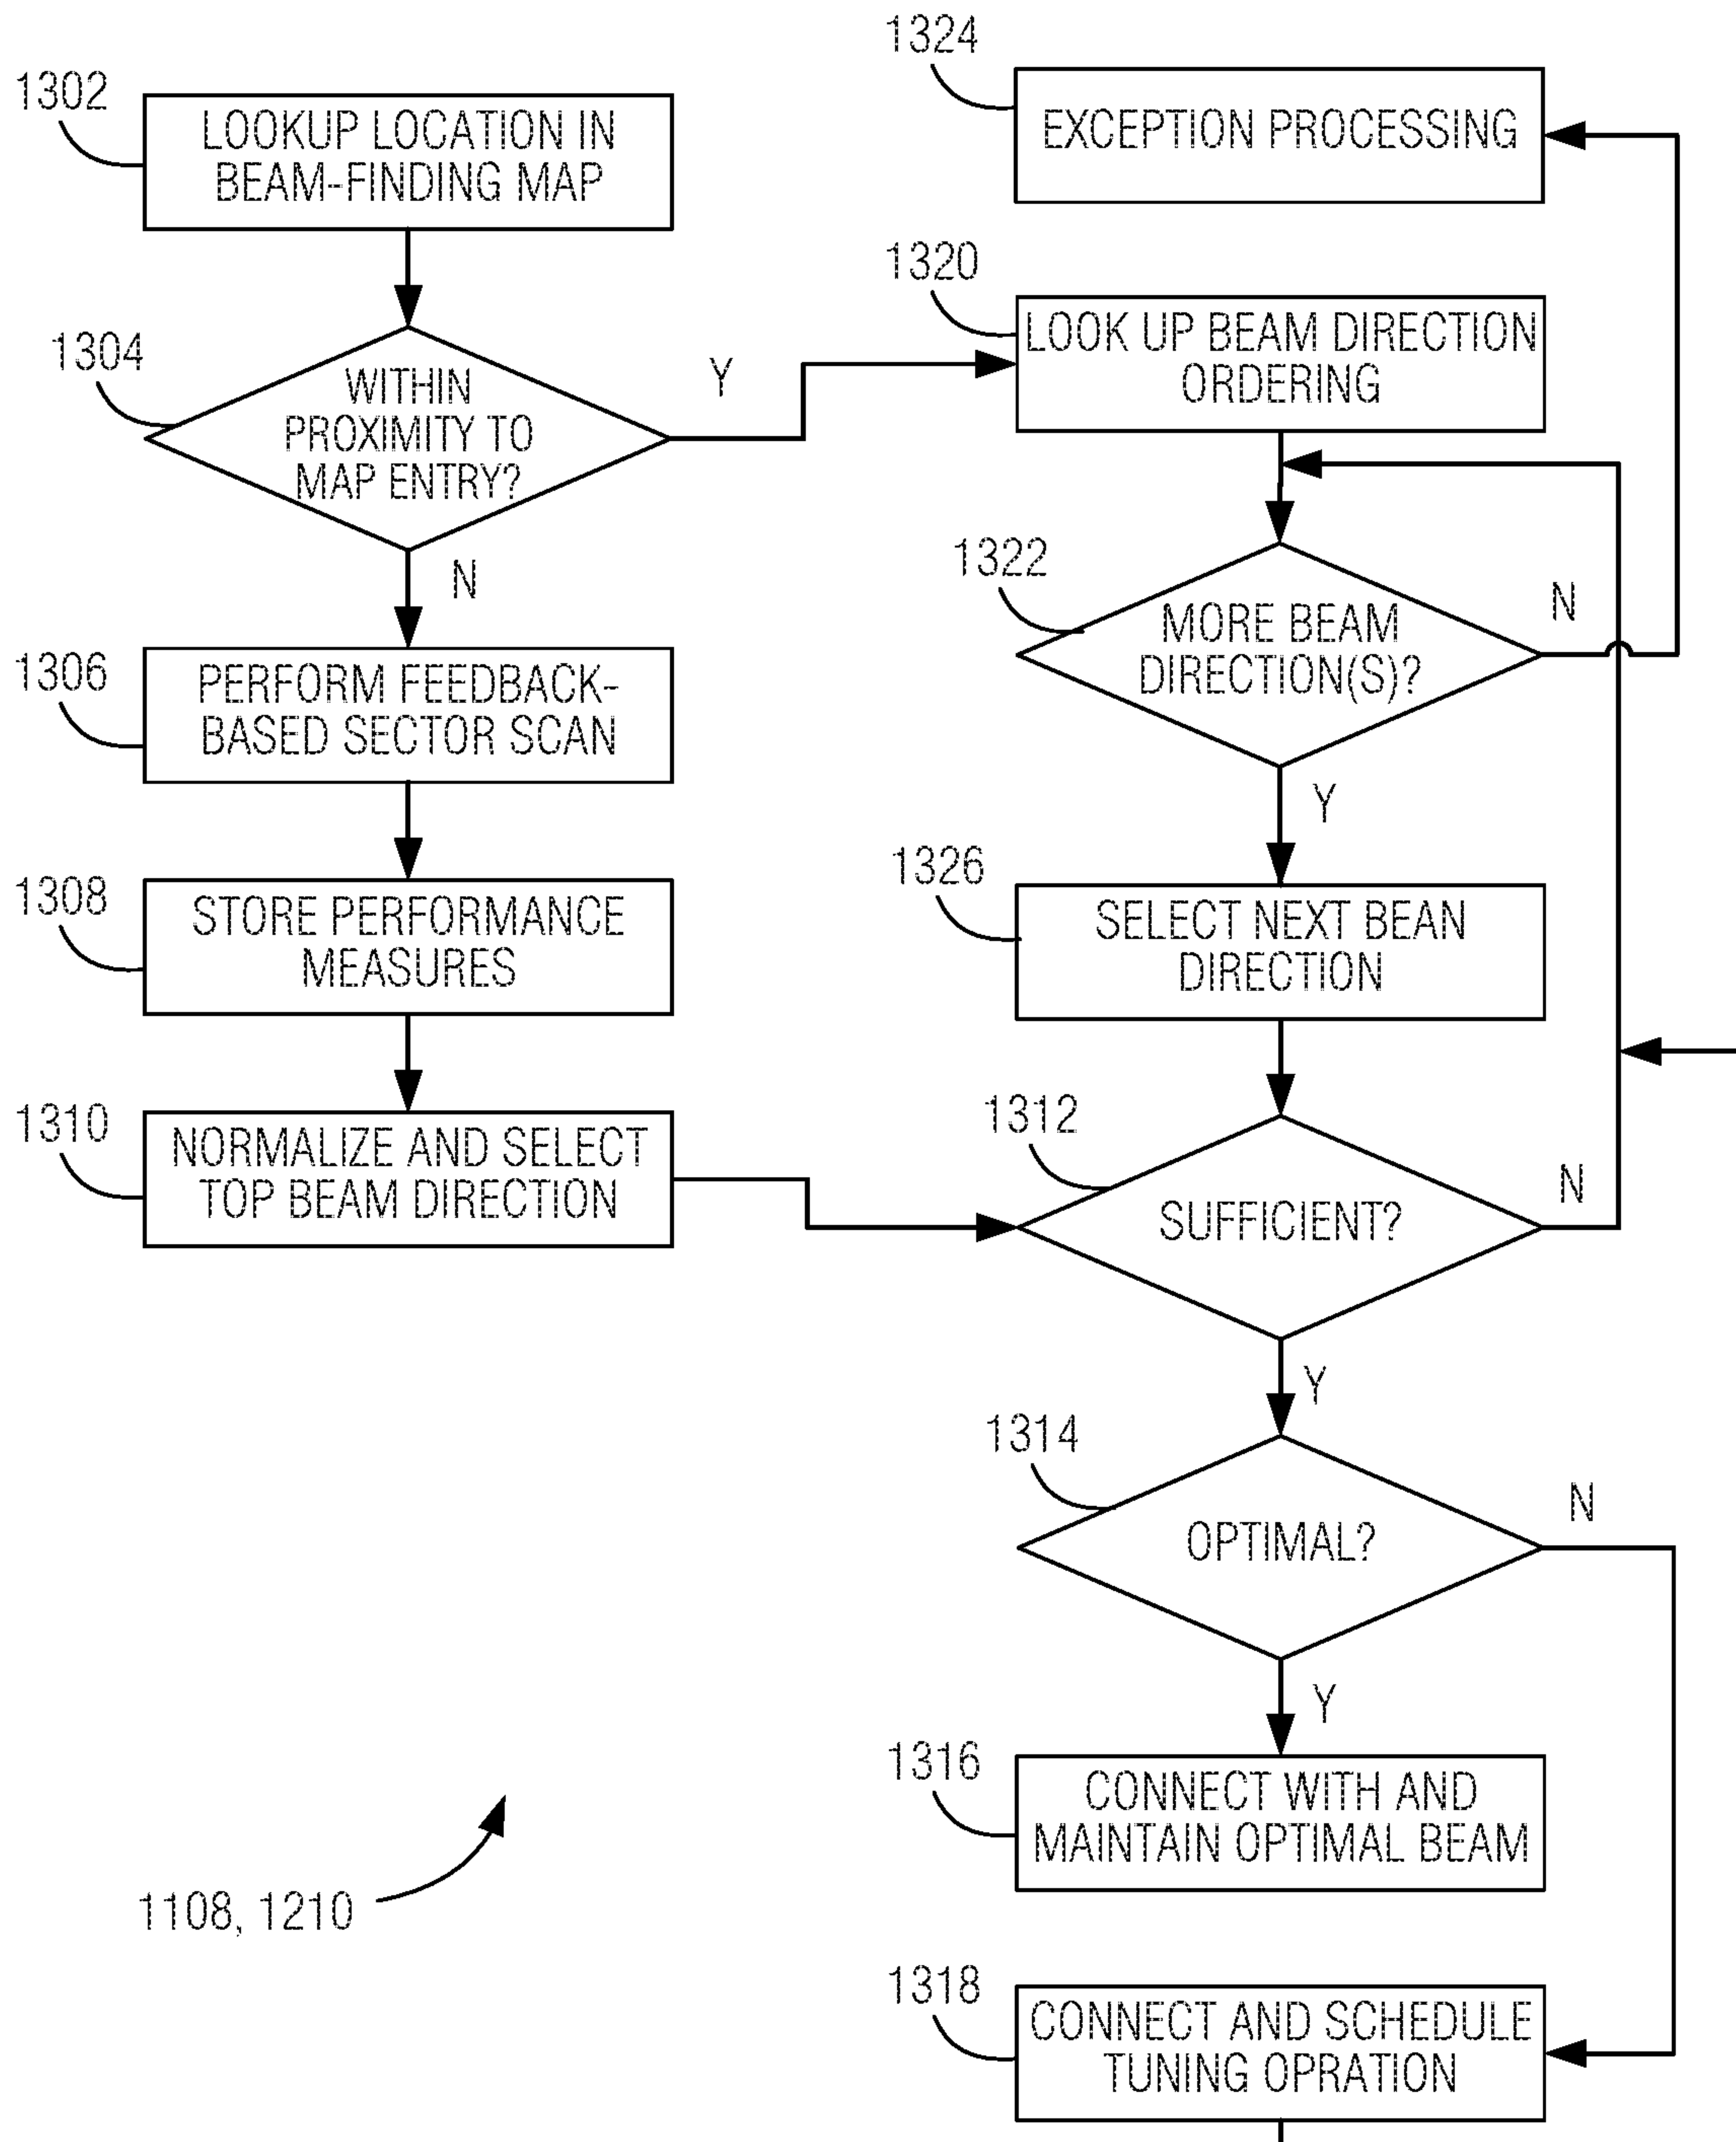 1302
LOOKUP LOCATION IN
BEAM-FINDING MAP
1304
WITHIN
PROXIMITY TO
MAP ENTRY?
Y
N
1306
PERFORM FEEDBACK-
BASED SECTOR SCAN
1308
STORE PERFORMANCE
MEASURES
1310
NORMALIZE AND SELECT
TOP BEAM DIRECTION
1324
EXCEPTION PROCESSING
1320
LOOK UP BEAM DIRECTION
ORDERING
1322
MORE BEAM
DIRECTION(S)?
N
Y
1326
SELECT NEXT BEAN
DIRECTION
1312
SUFFICIENT?
N
Y
1314
OPTIMAL?
N
Y
1316
CONNECT WITH AND
MAINTAIN OPTIMAL BEAM
1318
CONNECT AND SCHEDULE
TUNING OPRATION
1108, 1210